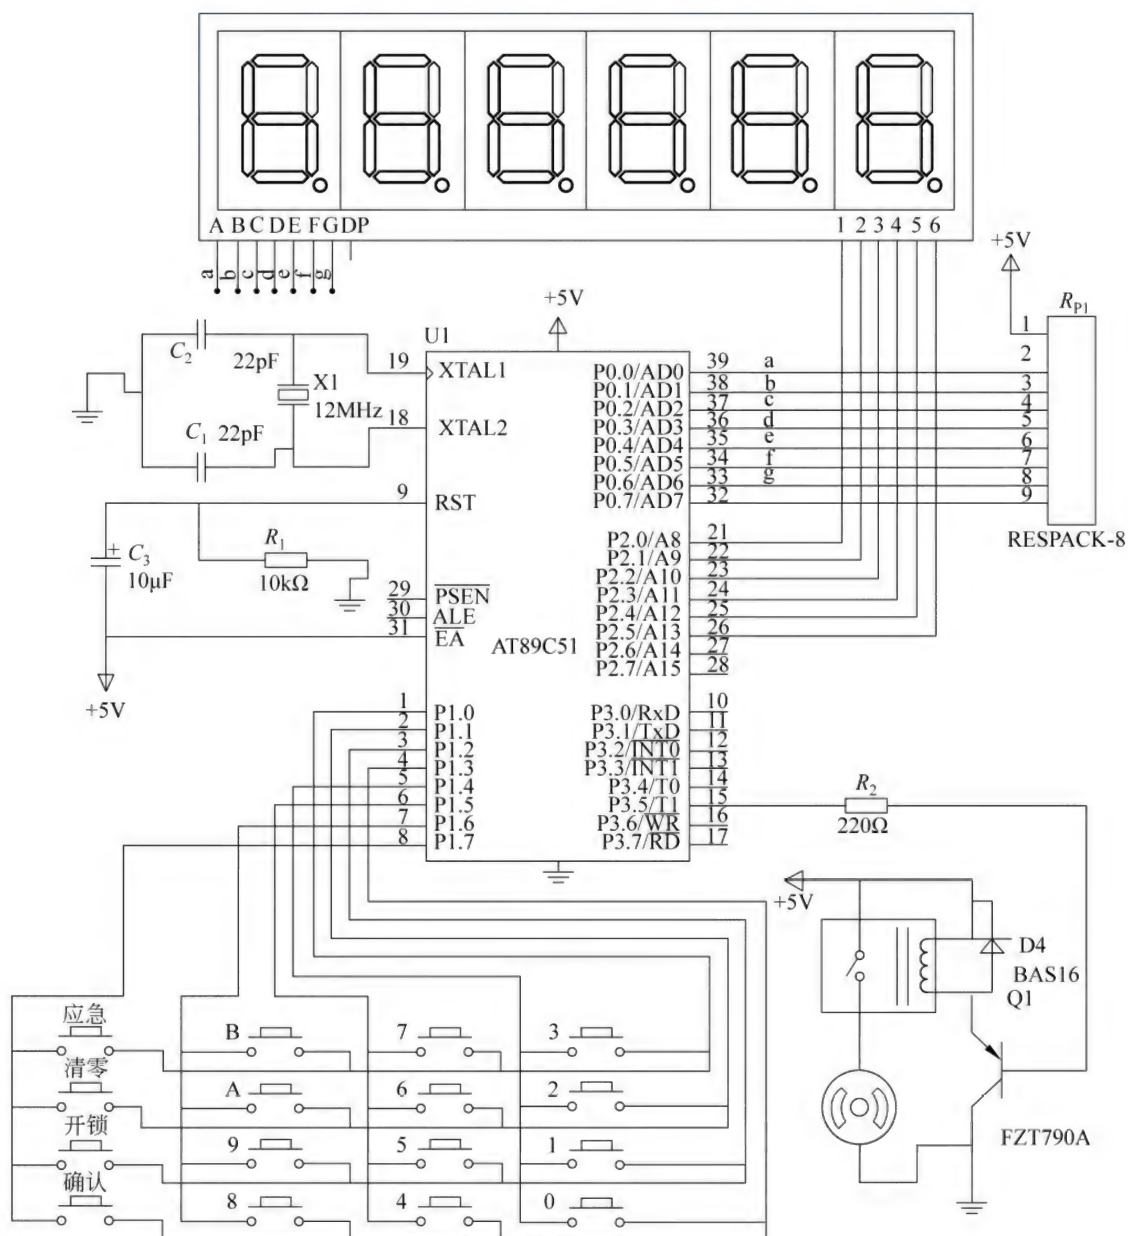 A B C D E F G DP
1 2 3 4 5 6
a b c d e f g
+5V
+5V
R_P1
U1
C_2
22pF
X1
12MHz
C_1 22pF
19 XTAL1
18 XTAL2
9 RST
C_3
+
10μF
R_1
10kΩ
29 PSEN
30 ALE
31 EA
+5V
AT89C51
P0.0/AD0 39 a
P0.1/AD1 38 b
P0.2/AD2 37 c
P0.3/AD3 36 d
P0.4/AD4 35 e
P0.5/AD5 34 f
P0.6/AD6 33 g
P0.7/AD7 32
1
2
3
4
5
6
7
8
9
RESPACK-8
P2.0/A8 21
P2.1/A9 22
P2.2/A10 23
P2.3/A11 24
P2.4/A12 25
P2.5/A13 26
P2.6/A14 27
P2.7/A15 28
1 P1.0
2 P1.1
3 P1.2
4 P1.3
5 P1.4
6 P1.5
7 P1.6
8 P1.7
P3.0/RxD 10
P3.1/TxD 11
P3.2/INT0 12
P3.3/INT1 13
P3.4/T0 14
P3.5/T1 15
P3.6/WR 16
P3.7/RD 17
R_2
220Ω
+5V
D4
BAS16
Q1
FZT790A
应急 B 7 3
清零 A 6 2
开锁 9 5 1
确认 8 4 0